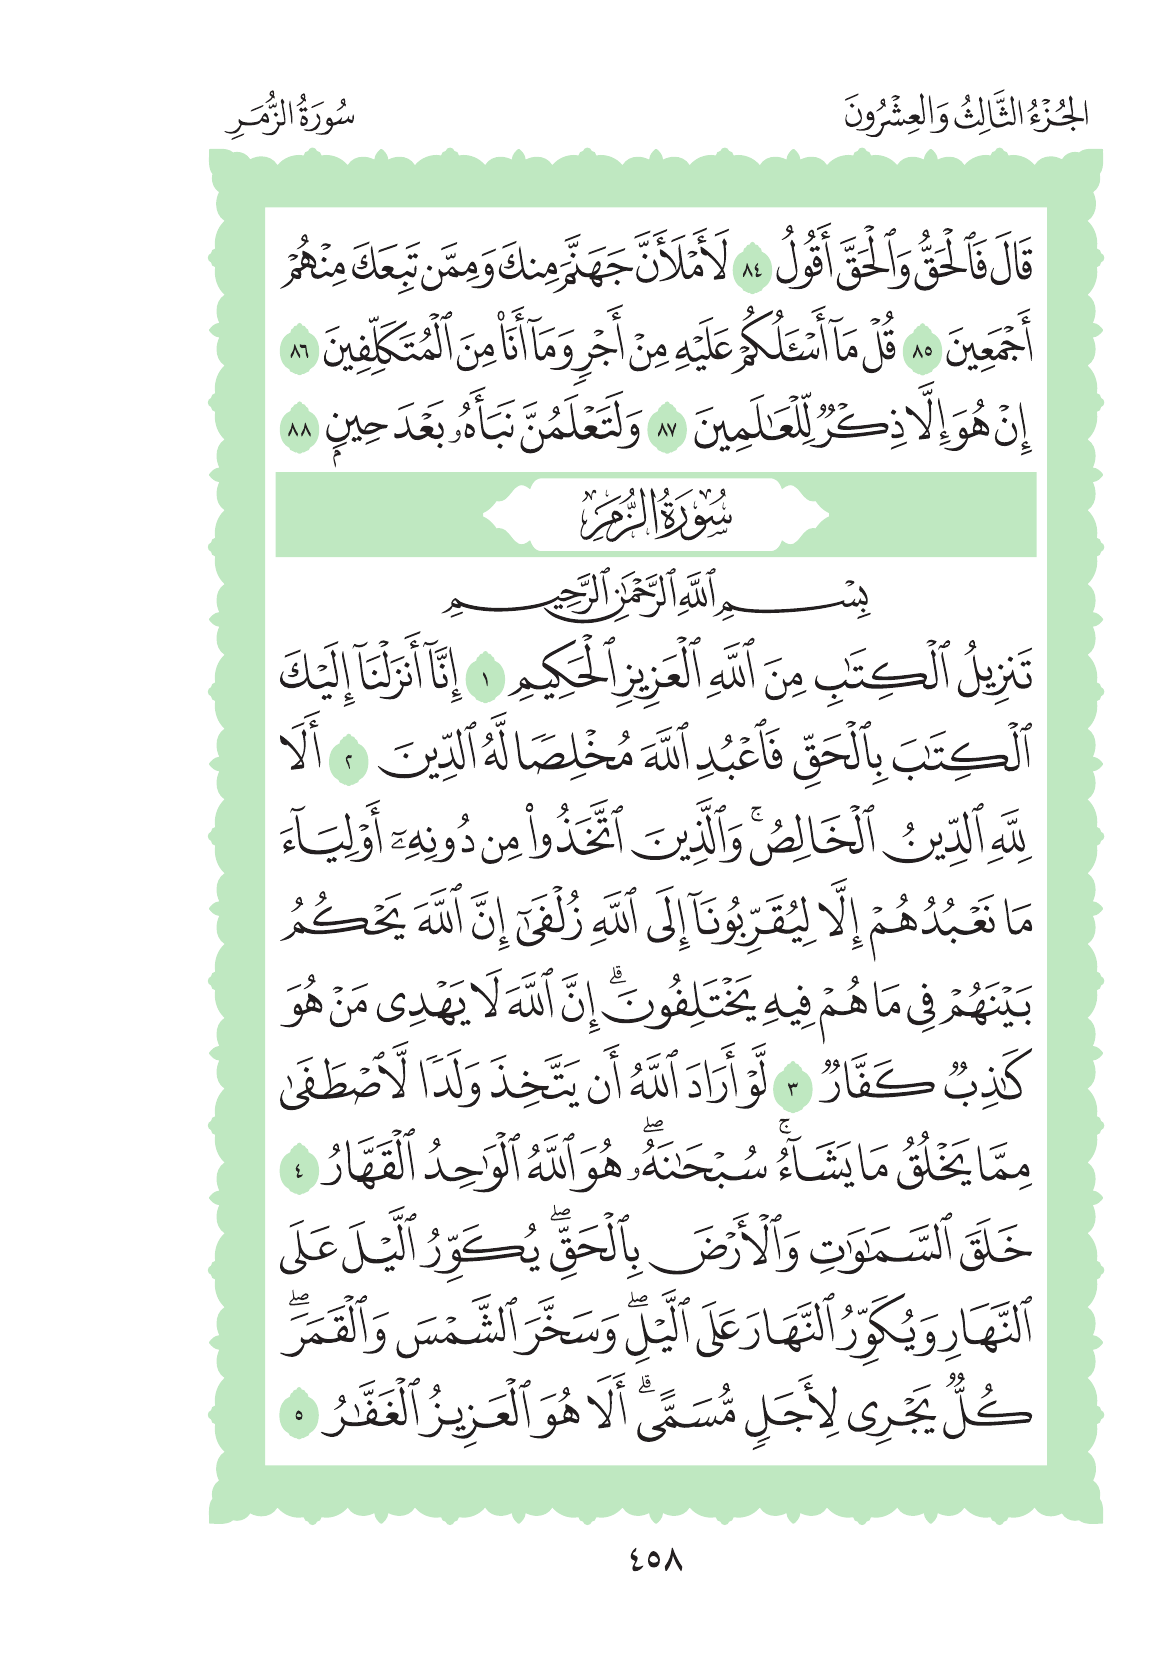 الجُزْءُ الثَّالِثُ وَالعِشْرُونَ
سُورَةُ الزُّمَرِ
قَالَ فَٱلْحَقُّ وَٱلْحَقَّ أَقُولُ ٨٤ لَأَمْلَأَنَّ جَهَنَّمَ مِنكَ وَمِمَّن تَبِعَكَ مِنْهُمْ
أَجْمَعِينَ ٨٥ قُلْ مَآ أَسْـَٔلُكُمْ عَلَيْهِ مِنْ أَجْرٍ وَمَآ أَنَا۠ مِنَ ٱلْمُتَكَلِّفِينَ ٨٦
إِنْ هُوَ إِلَّا ذِكْرٌ لِّلْعَـٰلَمِينَ ٨٧ وَلَتَعْلَمُنَّ نَبَأَهُۥ بَعْدَ حِينٍۭ ٨٨
سُورَةُ الزُّمَرِ
بِسْمِ ٱللَّهِ ٱلرَّحْمَـٰنِ ٱلرَّحِيمِ
تَنزِيلُ ٱلْكِتَـٰبِ مِنَ ٱللَّهِ ٱلْعَزِيزِ ٱلْحَكِيمِ ١ إِنَّآ أَنزَلْنَآ إِلَيْكَ
ٱلْكِتَـٰبَ بِٱلْحَقِّ فَٱعْبُدِ ٱللَّهَ مُخْلِصًا لَّهُ ٱلدِّينَ ٢ أَلَا
لِلَّهِ ٱلدِّينُ ٱلْخَالِصُ ۚ وَٱلَّذِينَ ٱتَّخَذُوا۟ مِن دُونِهِۦٓ أَوْلِيَآءَ
مَا نَعْبُدُهُمْ إِلَّا لِيُقَرِّبُونَآ إِلَى ٱللَّهِ زُلْفَىٰٓ إِنَّ ٱللَّهَ يَحْكُمُ
بَيْنَهُمْ فِى مَا هُمْ فِيهِ يَخْتَلِفُونَ ۗ إِنَّ ٱللَّهَ لَا يَهْدِى مَنْ هُوَ
كَـٰذِبٌ كَفَّارٌ ٣ لَّوْ أَرَادَ ٱللَّهُ أَن يَتَّخِذَ وَلَدًا لَّٱصْطَفَىٰ
مِمَّا يَخْلُقُ مَا يَشَآءُ ۚ سُبْحَـٰنَهُۥ ۖ هُوَ ٱللَّهُ ٱلْوَٰحِدُ ٱلْقَهَّارُ ٤
خَلَقَ ٱلسَّمَـٰوَٰتِ وَٱلْأَرْضَ بِٱلْحَقِّ ۖ يُكَوِّرُ ٱلَّيْلَ عَلَى
ٱلنَّهَارِ وَيُكَوِّرُ ٱلنَّهَارَ عَلَى ٱلَّيْلِ ۖ وَسَخَّرَ ٱلشَّمْسَ وَٱلْقَمَرَ ۖ
كُلٌّ يَجْرِى لِأَجَلٍ مُّسَمًّى ۗ أَلَا هُوَ ٱلْعَزِيزُ ٱلْغَفَّـٰرُ ٥
٤٥٨